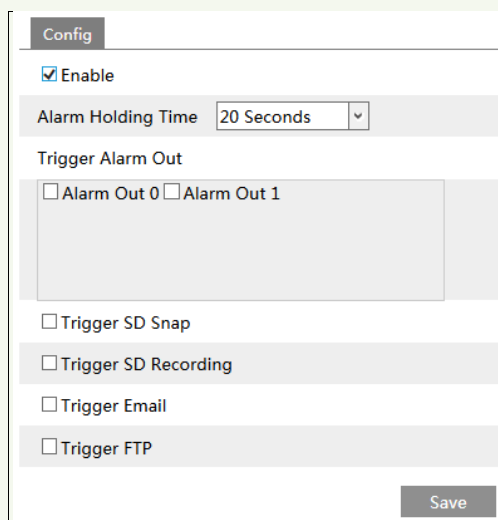 Config
Enable
Alarm Holding Time 20 Seconds
Trigger Alarm Out
Alarm Out 0 Alarm Out 1
Trigger SD Snap
Trigger SD Recording
Trigger Email
Trigger FTP
Save